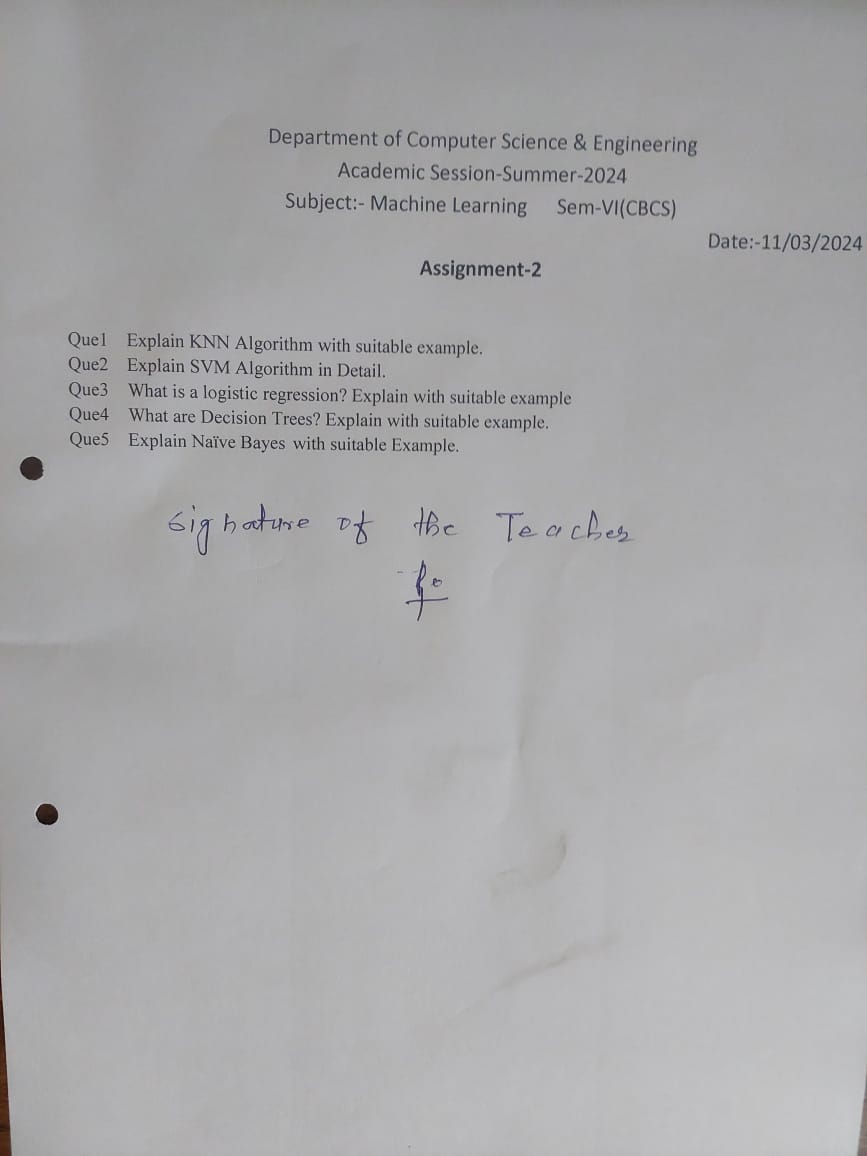 Department of Computer Science & Engineering
Academic Session-Summer-2024
Subject:- Machine Learning Sem-VI(CBCS)
Date:-11/03/2024
Assignment-2
Que1 Explain KNN Algorithm with suitable example.
Que2 Explain SVM Algorithm in Detail.
Que3 What is a logistic regression? Explain with suitable example
Que4 What are Decision Trees? Explain with suitable example.
Que5 Explain Naïve Bayes with suitable Example.
Signature of the Teacher